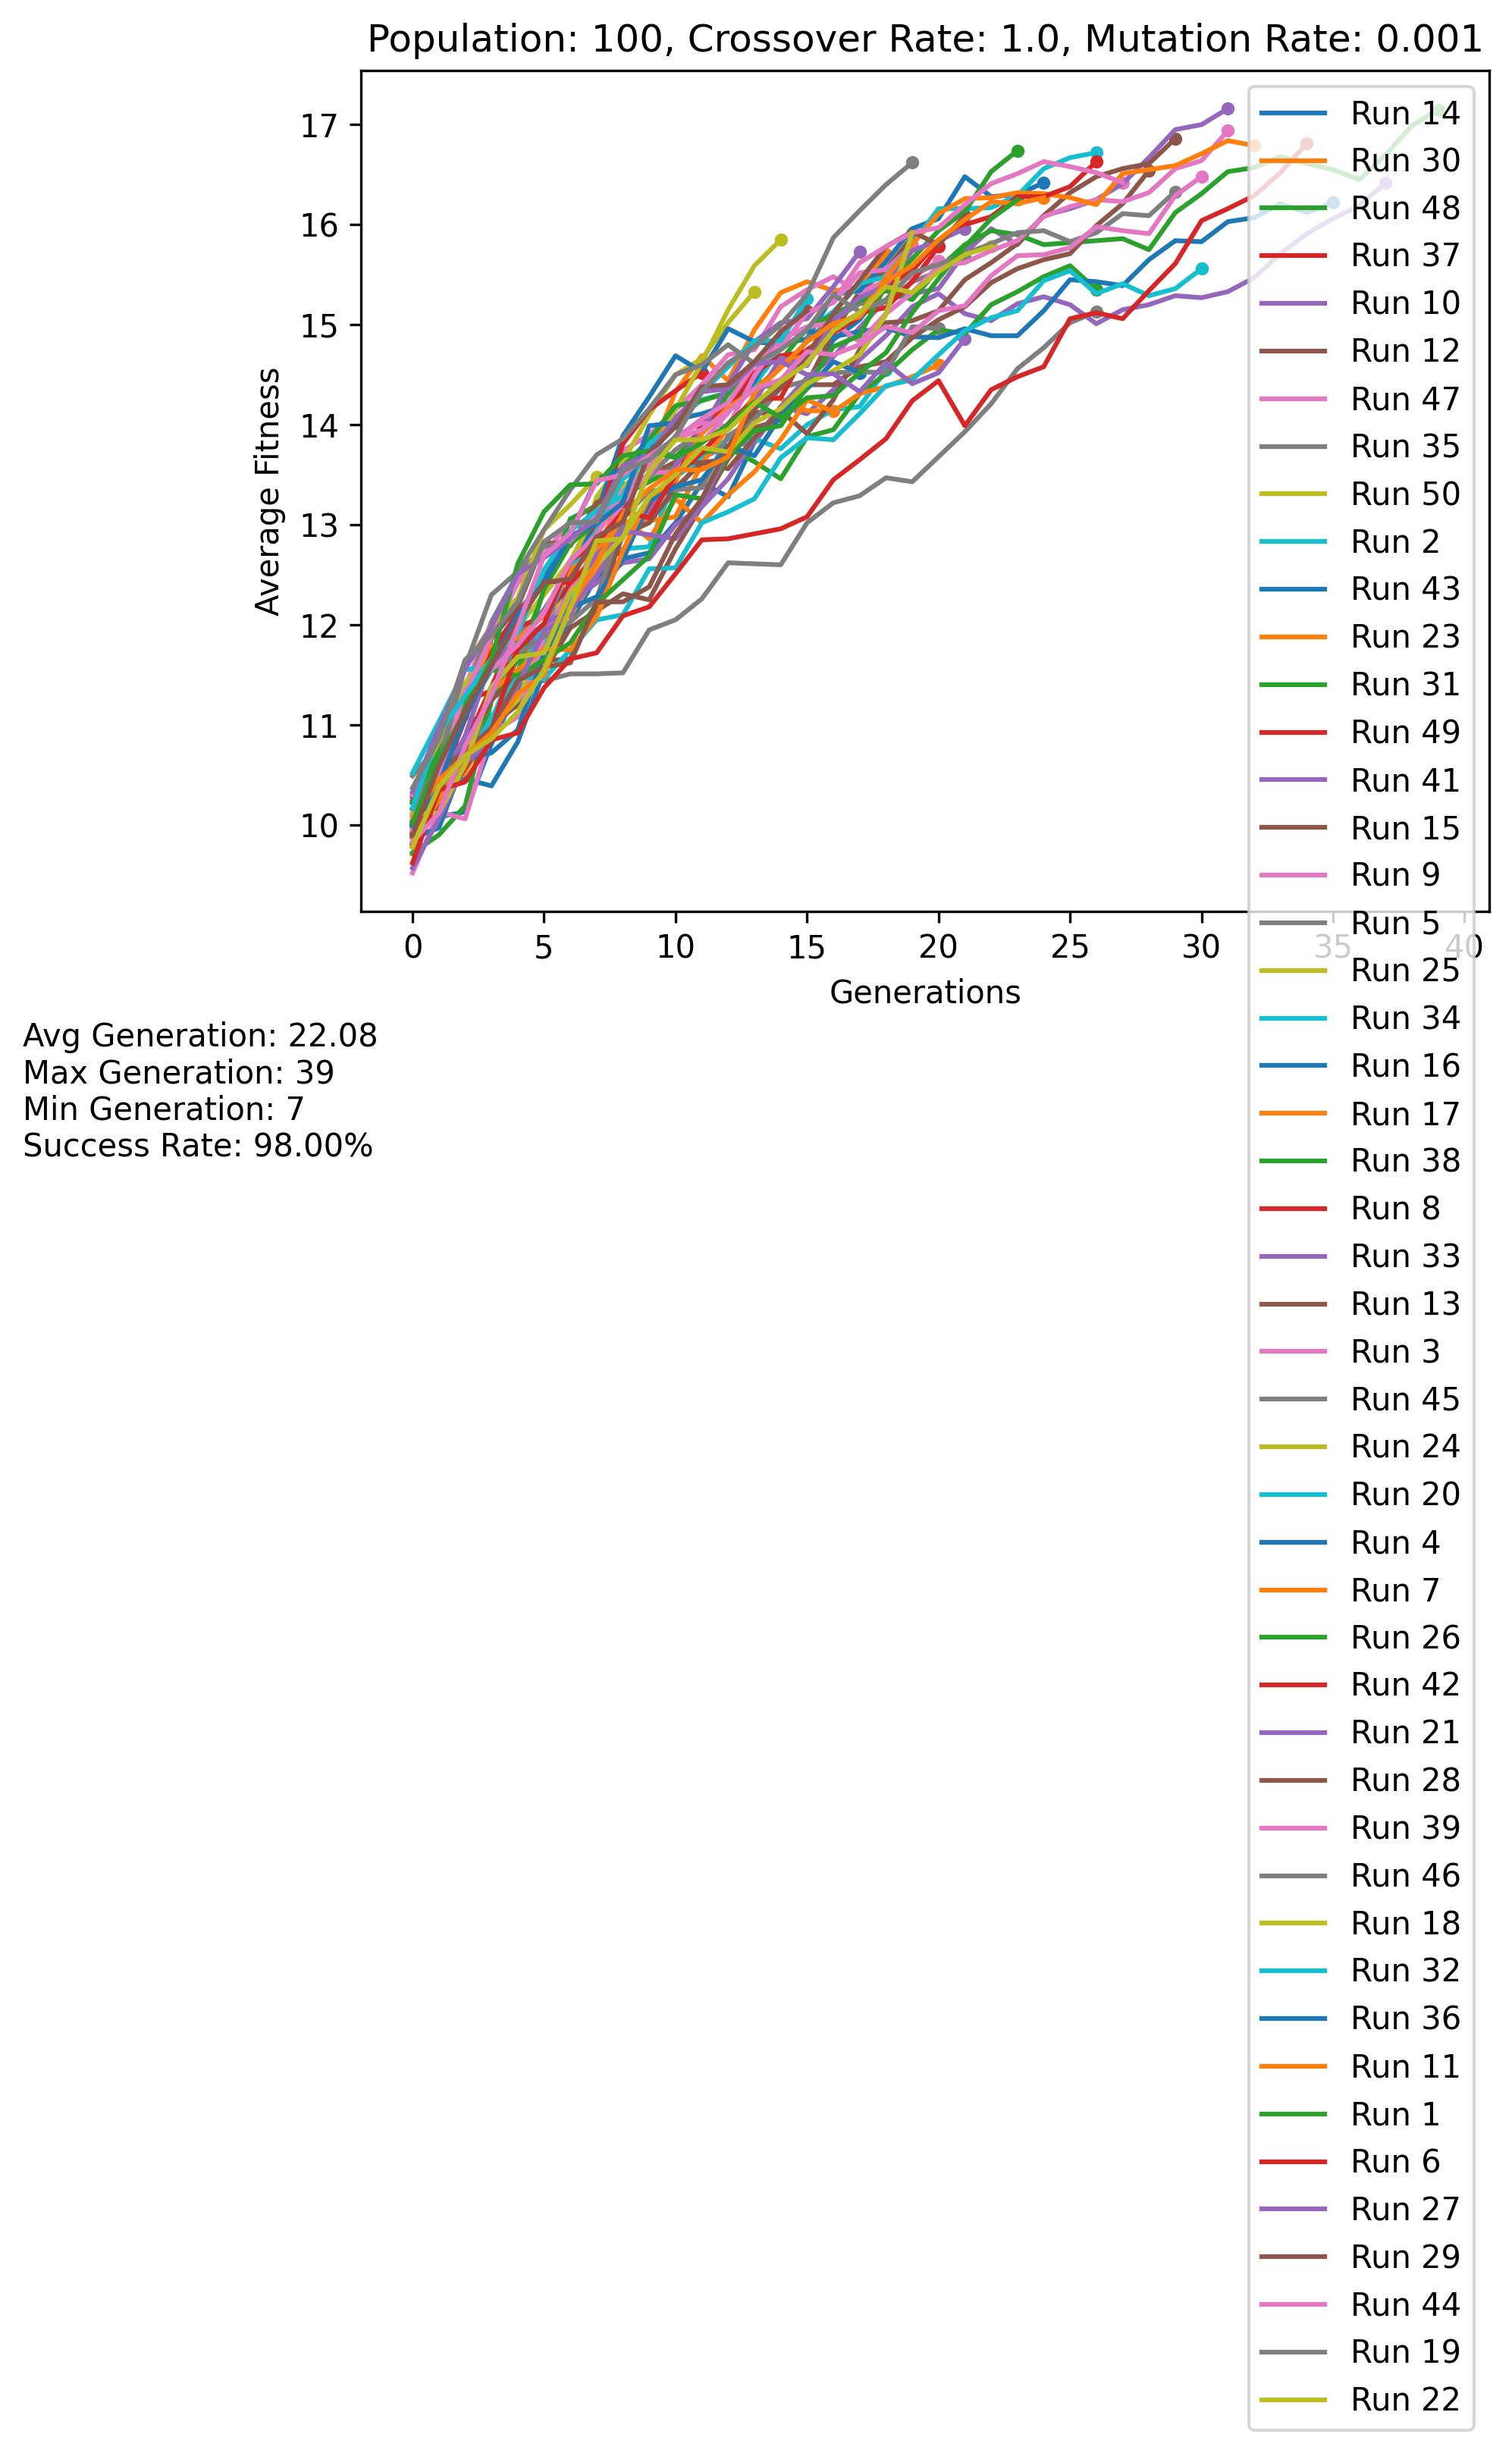 Population: 100, Crossover Rate: 1.0, Mutation Rate: 0.001
17
16
15
14
13
12
11
10
Average Fitness
0 5 10 15 20 25 30 35 40
Generations
Run 14
Run 30
Run 48
Run 37
Run 10
Run 12
Run 47
Run 35
Run 50
Run 2
Run 43
Run 23
Run 31
Run 49
Run 41
Run 15
Run 9
Run 5
Run 25
Run 34
Run 16
Run 17
Run 38
Run 8
Run 33
Run 13
Run 3
Run 45
Run 24
Run 20
Run 4
Run 7
Run 26
Run 42
Run 21
Run 28
Run 39
Run 46
Run 18
Run 32
Run 36
Run 11
Run 1
Run 6
Run 27
Run 29
Run 44
Run 19
Run 22
Avg Generation: 22.08
Max Generation: 39
Min Generation: 7
Success Rate: 98.00%